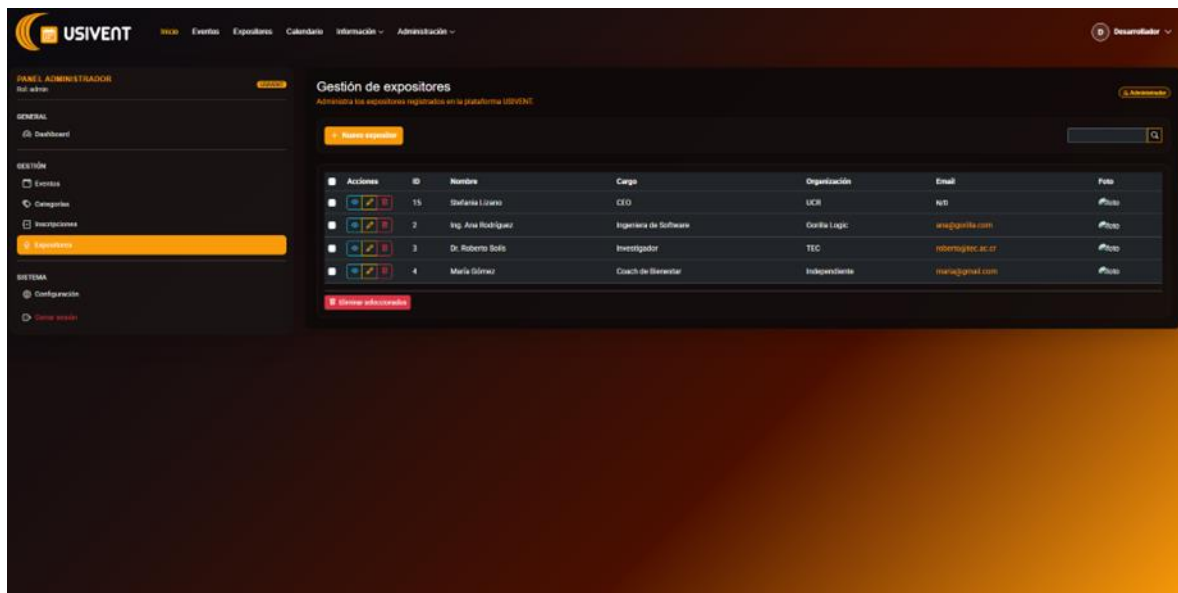 USIVENT
Inicio Eventos Expositores Calendario Información Administración
D Desarrollador
PANEL ADMINISTRADOR
Rol: admin
USIVENT
GENERAL
Dashboard
GESTIÓN
Eventos
Categorías
Inscripciones
Expositores
SISTEMA
Configuración
Cerrar sesión
Gestión de expositores
Administra los expositores registrados en la plataforma USIVENT.
Administrador
+ Nuevo expositor
Acciones ID Nombre Cargo Organización Email Foto
15 Stefania Lizano CEO UCR N/D foto
2 Ing. Ana Rodríguez Ingeniera de Software Gorilla Logic ana@gorilla.com foto
3 Dr. Roberto Solís Investigador TEC roberto@tec.ac.cr foto
4 María Gómez Coach de Bienestar Independiente maria@gmail.com foto
Eliminar seleccionados